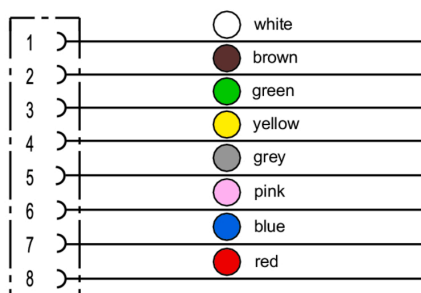 white
1
brown
2
green
3
yellow
4
grey
5
pink
6
blue
7
red
8